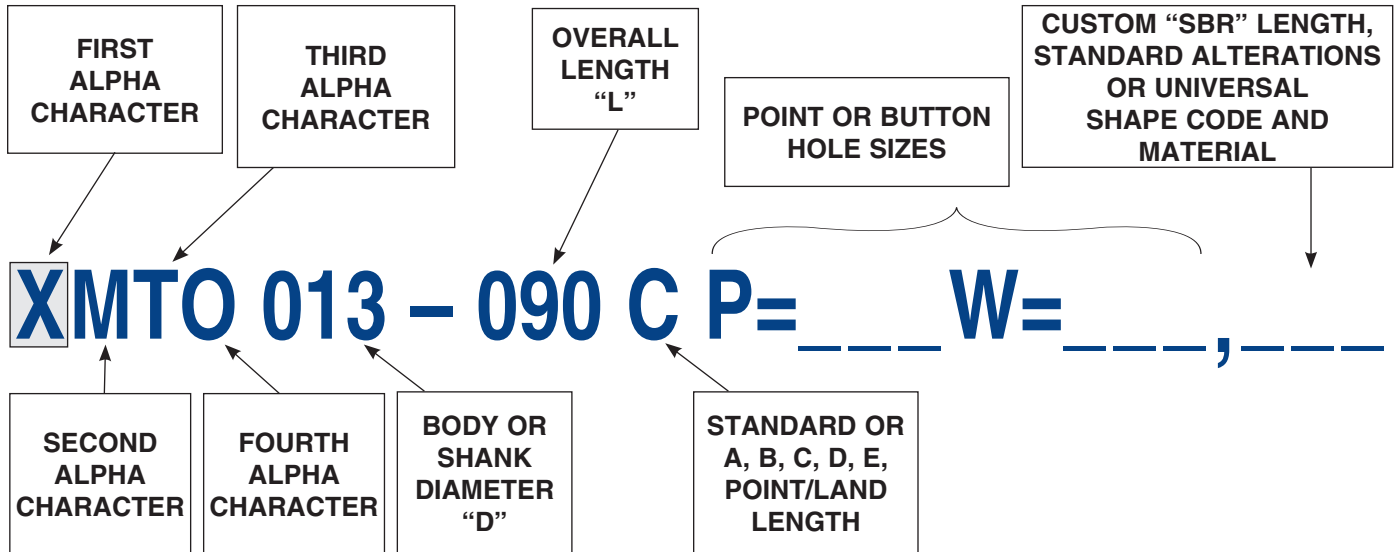 FIRST
ALPHA
CHARACTER
THIRD
ALPHA
CHARACTER
OVERALL
LENGTH
“L”
POINT OR BUTTON
HOLE SIZES
CUSTOM “SBR” LENGTH,
STANDARD ALTERATIONS
OR UNIVERSAL
SHAPE CODE AND
MATERIAL
XMTO 013 – 090 C P=___ W=___,___
SECOND
ALPHA
CHARACTER
FOURTH
ALPHA
CHARACTER
BODY OR
SHANK
DIAMETER
“D”
STANDARD OR
A, B, C, D, E,
POINT/LAND
LENGTH